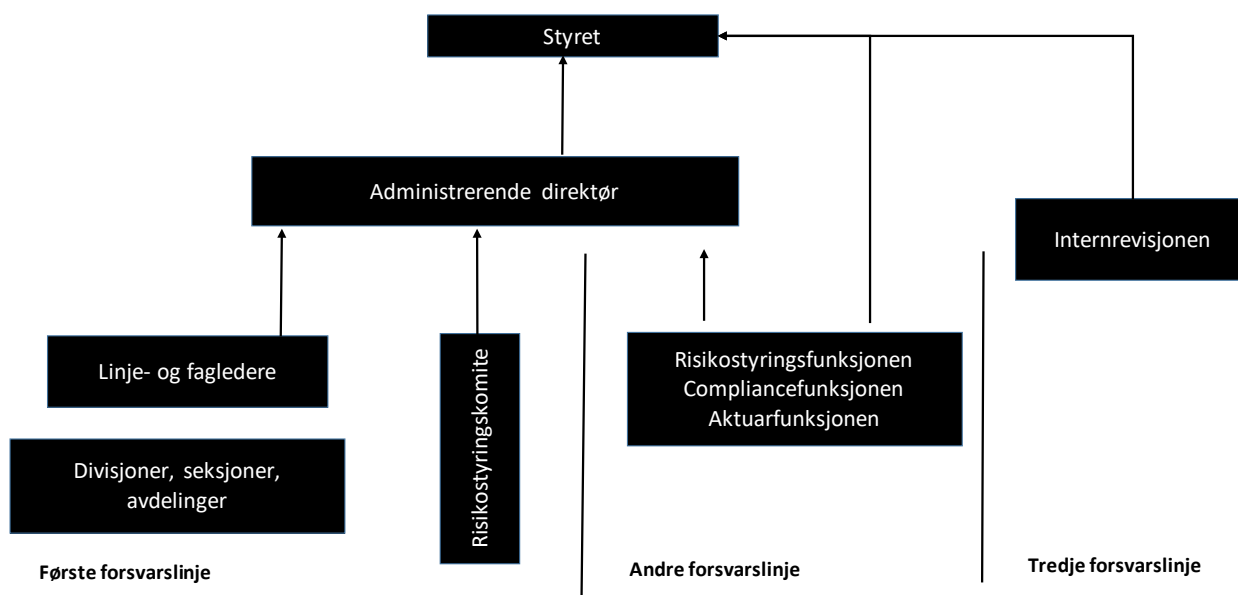 Styret
Administrerende direktør
Internrevisjonen
Linje- og fagledere
Risikostyringskomite
Risikostyringsfunksjonen
Compliancefunksjonen
Aktuarfunksjonen
Divisjoner, seksjoner,
avdelinger
Første forsvarslinje
Andre forsvarslinje
Tredje forsvarslinje